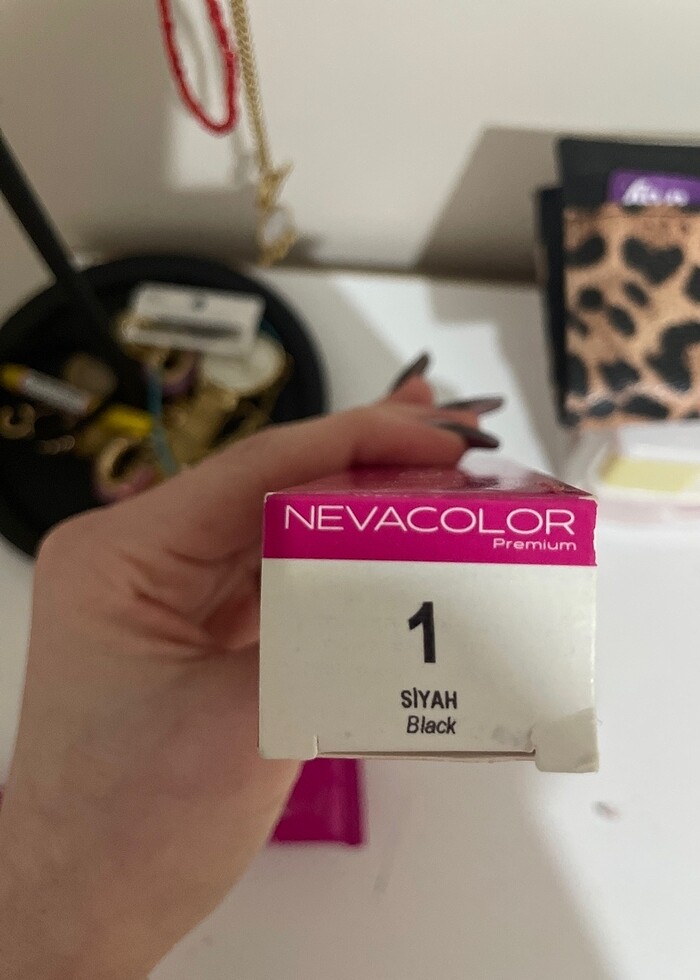 NEVACOLOR
Premium
1
SİYAH
Black